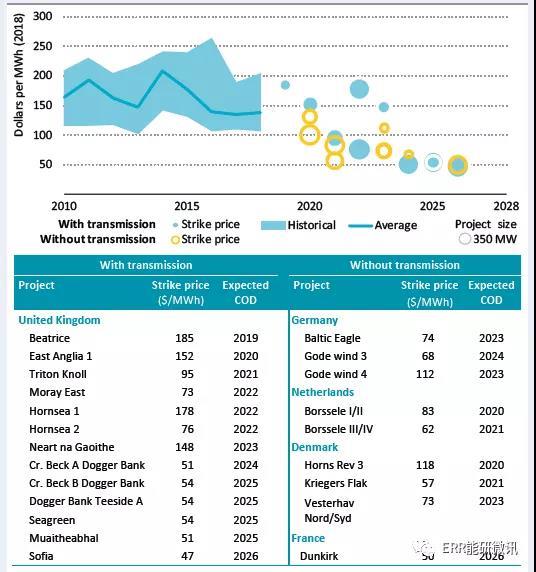 Dollars per MWh (2018)
300
250
200
150
100
50
2010 2015 2020 2025 2028
With transmission Strike price Historical Average Project size
Without transmission Strike price 350 MW
With transmission Without transmission
Project Strike price ($/MWh) Expected COD Project Strike price ($/MWh) Expected COD
United Kingdom Germany
Beatrice 185 2019 Baltic Eagle 74 2023
East Anglia 1 152 2020 Gode wind 3 68 2024
Triton Knoll 95 2021 Gode wind 4 112 2023
Moray East 73 2022 Netherlands
Hornsea 1 178 2022 Borssele I/II 83 2020
Hornsea 2 76 2022 Borssele III/IV 62 2021
Neart na Gaoithe 148 2023 Denmark
Cr. Beck A Dogger Bank 51 2024 Horns Rev 3 118 2020
Cr. Beck B Dogger Bank 54 2025 Kriegers Flak 57 2021
Dogger Bank Teeside A 54 2025 Vesterhav Nord/Syd 73 2023
Seagreen 54 2025
Muaitheabhal 51 2025 France
Sofia 47 2026 Dunkirk 2026
ERR能研微讯